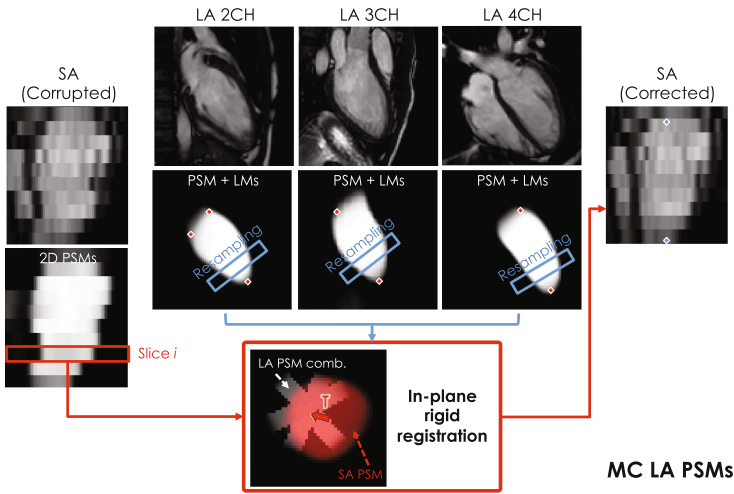 LA 2CH
LA 3CH
LA 4CH
SA
(Corrupted)
SA
(Corrected)
PSM + LMs
PSM + LMs
PSM + LMs
Resampling
Resampling
Resampling
2D PSMs
Slice i
LA PSM comb.
T
SA PSM
In-plane
rigid
registration
MC LA PSMs